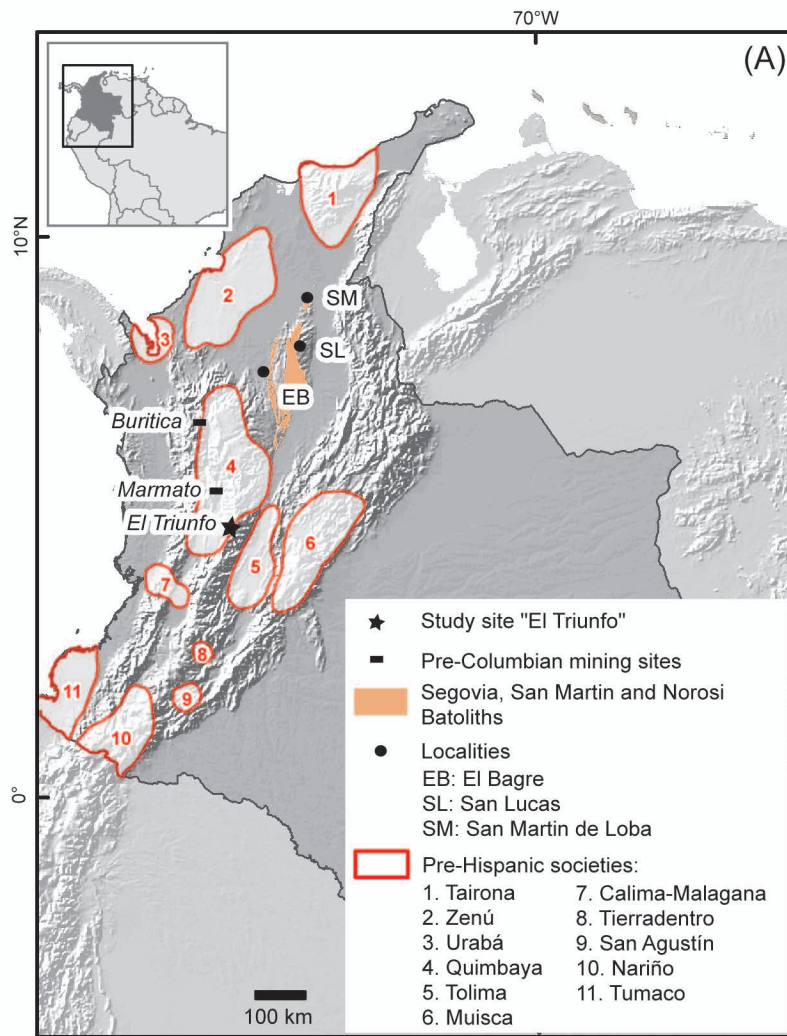 70°W
(A)
10°N
0°
1
2
3
SM
SL
EB
Buritica
4
Marmato
El Triunfo
5
6
7
8
9
10
11
100 km
Study site "El Triunfo"
Pre-Columbian mining sites
Segovia, San Martin and Norosi
Batoliths
Localities
EB: El Bagre
SL: San Lucas
SM: San Martin de Loba
Pre-Hispanic societies:
1. Tairona
2. Zenú
3. Urabá
4. Quimbaya
5. Tolima
6. Muisca
7. Calima-Malagana
8. Tierradentro
9. San Agustín
10. Nariño
11. Tumaco